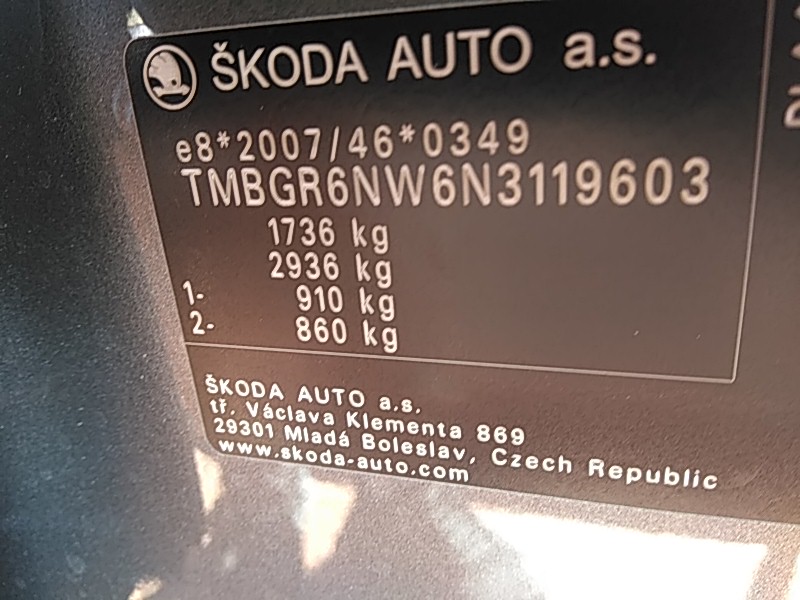 ŠKODA AUTO a.s.
e8*2007/46*0349
TMBGR6NW6N3119603
1736 kg
2936 kg
1- 910 kg
2- 860 kg
ŠKODA AUTO a.s.
tř. Václava Klementa 869
29301 Mladá Boleslav, Czech Republic
www.skoda-auto.com